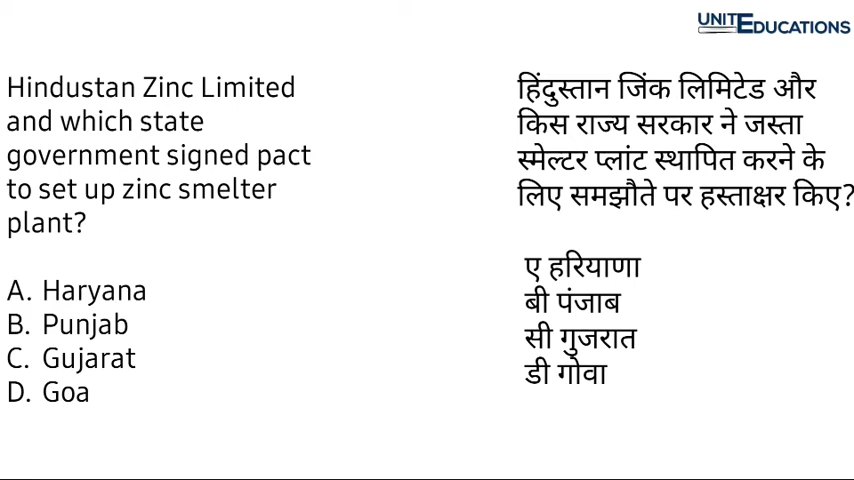 UNITEDUCATIONS
Hindustan Zinc Limited
and which state
government signed pact
to set up zinc smelter
plant?
A. Haryana
B. Punjab
C. Gujarat
D. Goa
हिंदुस्तान जिंक लिमिटेड और
किस राज्य सरकार ने जस्ता
स्मेल्टर प्लांट स्थापित करने के
लिए समझौते पर हस्ताक्षर किए?
ए हरियाणा
बी पंजाब
सी गुजरात
डी गोवा